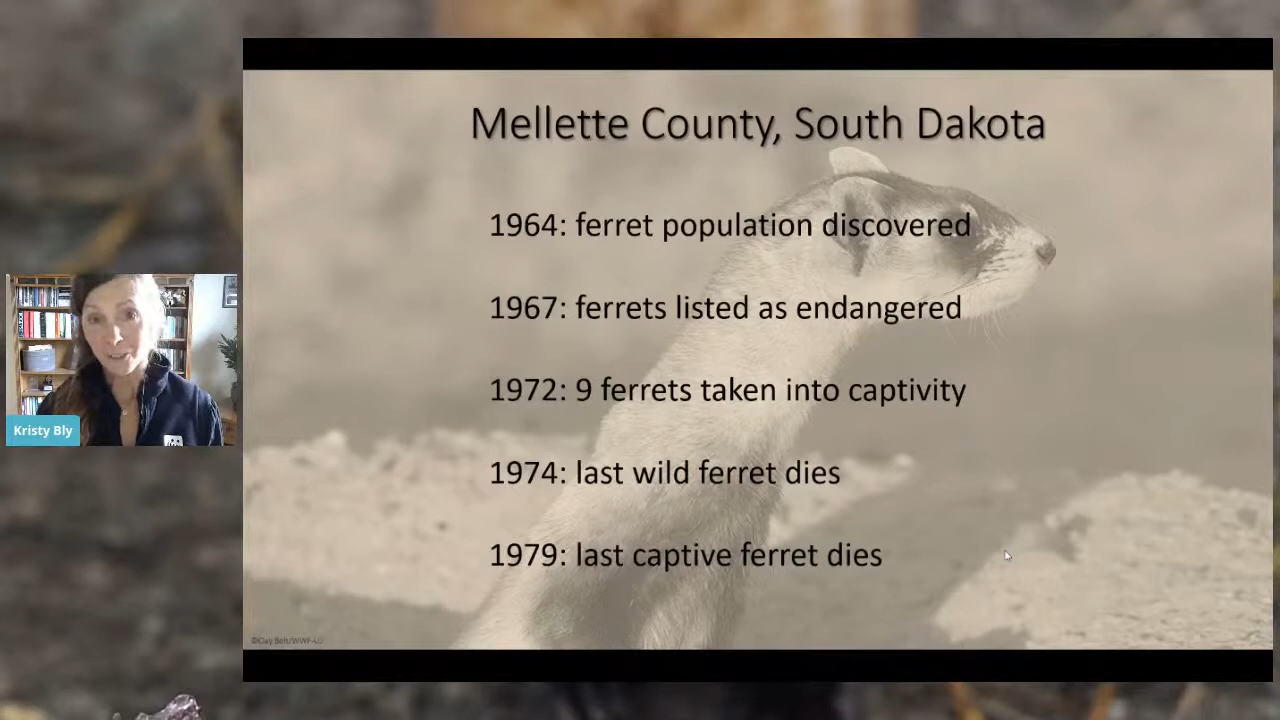 Mellette County, South Dakota
1964: ferret population discovered
1967: ferrets listed as endangered
1972: 9 ferrets taken into captivity
1974: last wild ferret dies
1979: last captive ferret dies
Kristy Bly